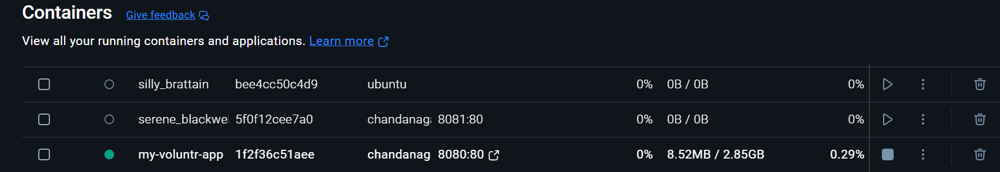 Containers Give feedback
View all your running containers and applications. Learn more
silly_brattain bee4cc50c4d9 ubuntu 0% 0B / 0B 0%
serene_blackwel 5f0f12cee7a0 chandanaga 8081:80 0% 0B / 0B 0%
my-voluntr-app 1f2f36c51aee chandanag 8080:80 0% 8.52MB / 2.85GB 0.29%